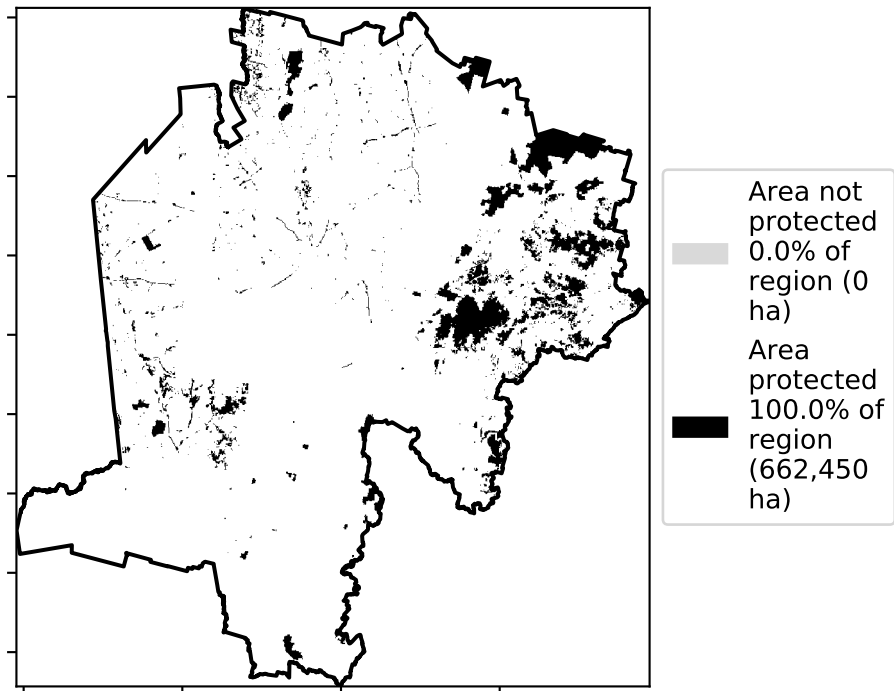 Area not
protected
0.0% of
region (0
ha)
Area
protected
100.0% of
region
(662,450
ha)